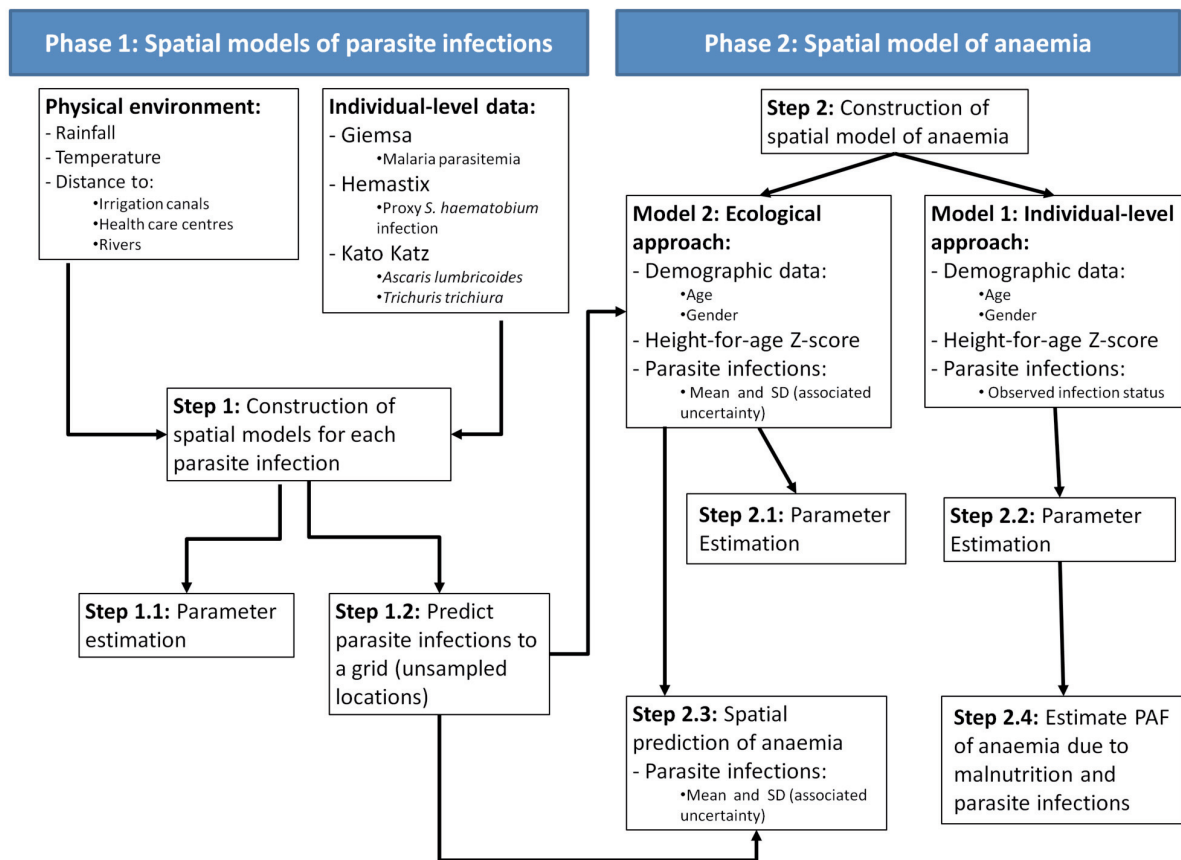 Phase 1: Spatial models of parasite infections
Phase 2: Spatial model of anaemia
Physical environment:
- Rainfall
- Temperature
- Distance to:
•Irrigation canals
•Health care centres
•Rivers
Individual-level data:
- Giemsa
•Malaria parasitemia
- Hemastix
•Proxy S. haematobium
infection
- Kato Katz
•Ascaris lumbricoides
•Trichuris trichiura
Step 1: Construction of
spatial models for each
parasite infection
Step 1.1: Parameter
estimation
Step 1.2: Predict
parasite infections to
a grid (unsampled
locations)
Step 2: Construction of
spatial model of anaemia
Model 2: Ecological
approach:
- Demographic data:
•Age
•Gender
- Height-for-age Z-score
- Parasite infections:
•Mean and SD (associated
uncertainty)
Model 1: Individual-level
approach:
- Demographic data:
•Age
•Gender
- Height-for-age Z-score
- Parasite infections:
•Observed infection status
Step 2.1: Parameter
Estimation
Step 2.2: Parameter
Estimation
Step 2.3: Spatial
prediction of anaemia
- Parasite infections:
•Mean and SD (associated
uncertainty)
Step 2.4: Estimate PAF
of anaemia due to
malnutrition and
parasite infections